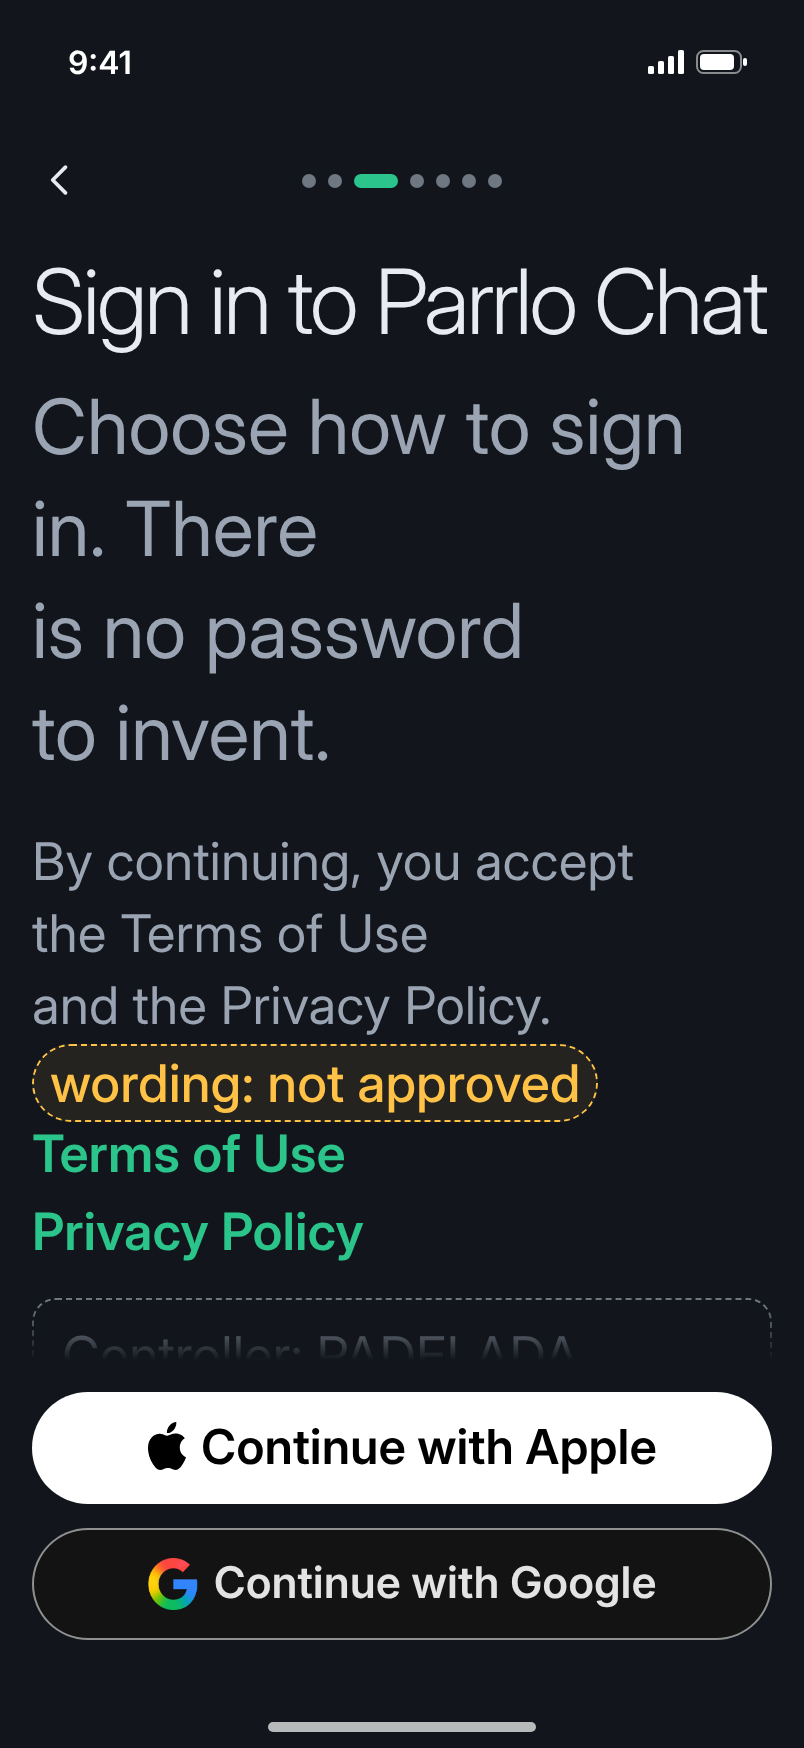 9:41
Sign in to Parrlo Chat
Choose how to sign
in. There
is no password
to invent.
By continuing, you accept
the Terms of Use
and the Privacy Policy.
wording: not approved
Terms of Use
Privacy Policy
Controller: PADELADA
Continue with Apple
Continue with Google